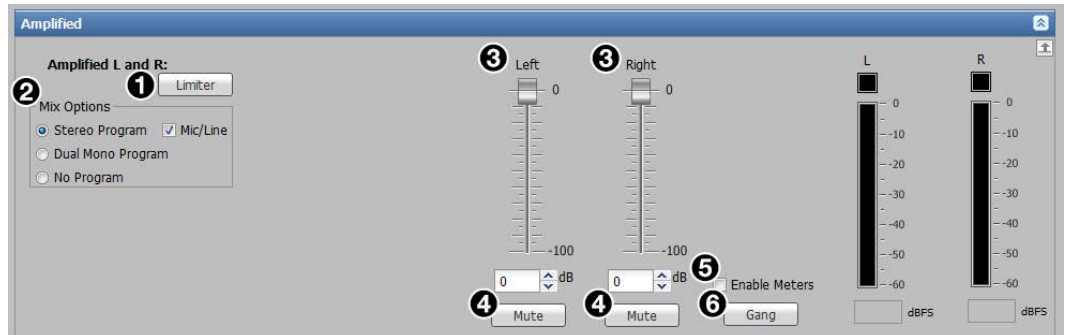 Amplified
Amplified L and R:
1 Limiter
2 Mix Options
Stereo Program Mic/Line
Dual Mono Program
No Program
3 Left 3 Right
0 0
-100 -100
0 dB 0 dB
4 Mute 4 Mute
5 Enable Meters
6 Gang
L R
0 0
-10 -10
-20 -20
-30 -30
-40 -40
-50 -50
-60 -60
dBFS dBFS